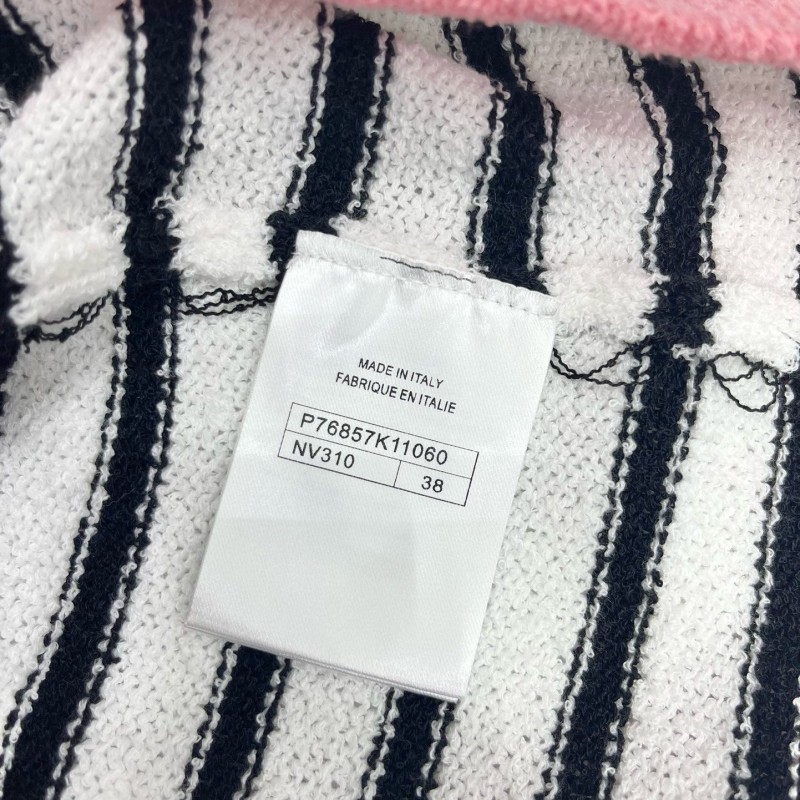 MADE IN ITALY
FABRIQUE EN ITALIE
P76857K11060
NV310 38